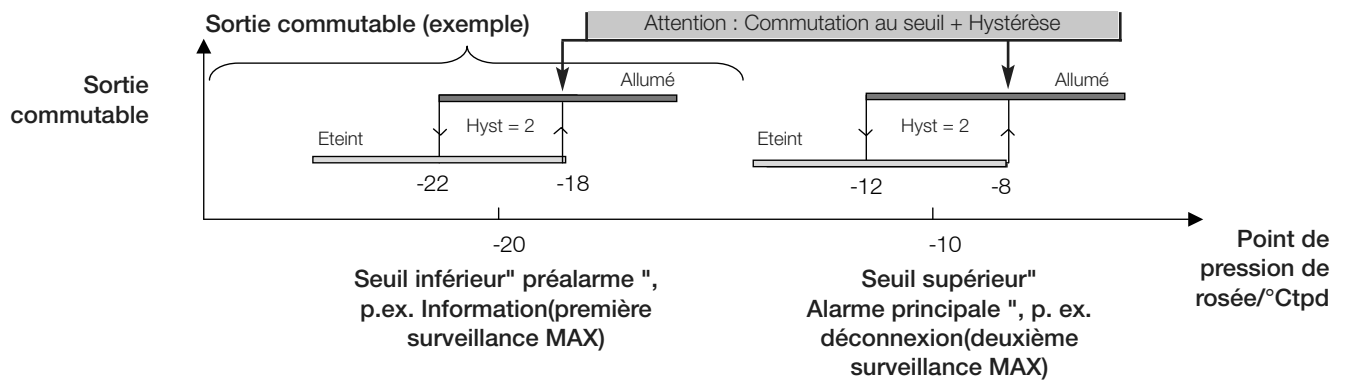 Sortie commutable (exemple)
Attention : Commutation au seuil + Hystérèse
Sortie
commutable
Allumé
Hyst = 2
Eteint
-22
-18
Allumé
Hyst = 2
Eteint
-12
-8
-20
-10
Seuil inférieur" préalarme ",
p.ex. Information(première
surveillance MAX)
Seuil supérieur"
Alarme principale ", p. ex.
déconnexion(deuxième
surveillance MAX)
Point de
pression de
rosée/°Ctpd